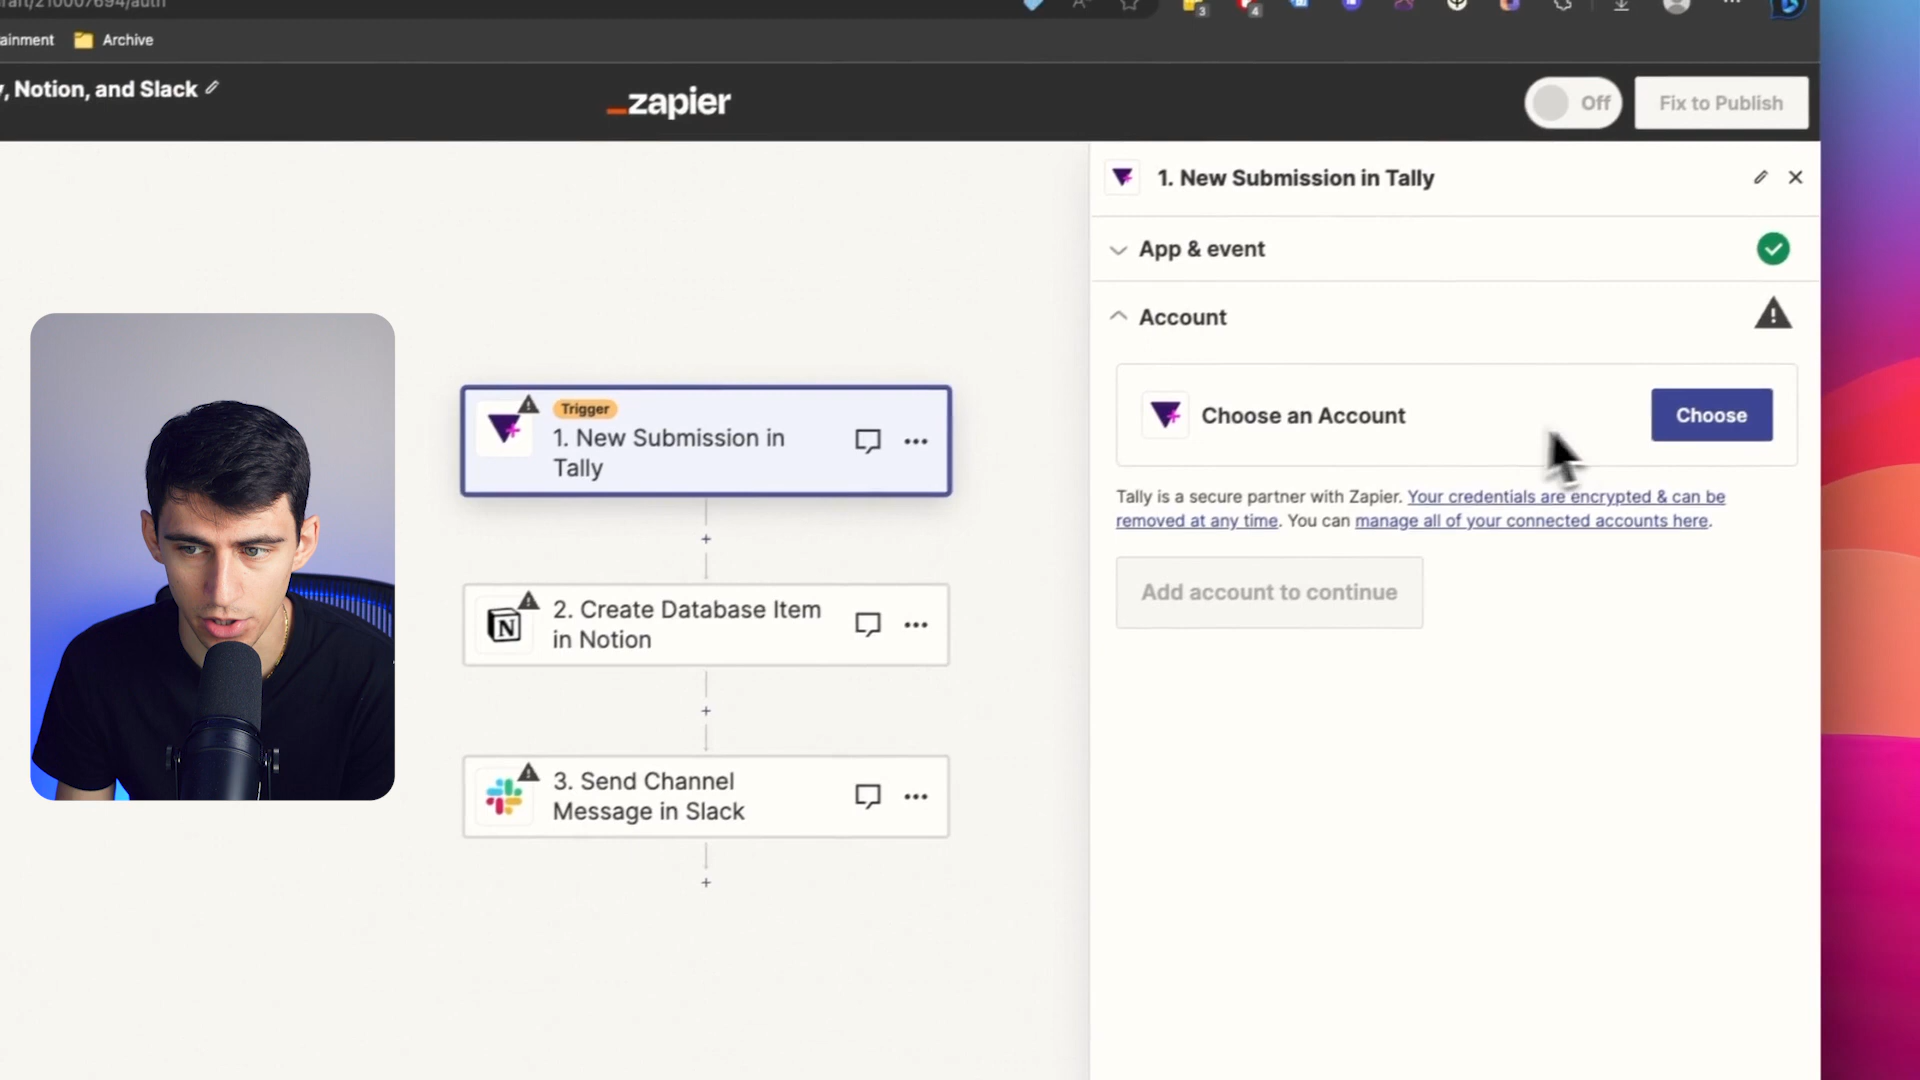 ainment
Archive
3
4
, Notion, and Slack
zapier
Off
Fix to Publish
1. New Submission in Tally
App & event
Account
Choose an Account
Choose
Tally is a secure partner with Zapier. Your credentials are encrypted & can be
removed at any time. You can manage all of your connected accounts here.
Add account to continue
Trigger
1. New Submission in
Tally
2. Create Database Item
in Notion
3. Send Channel
Message in Slack